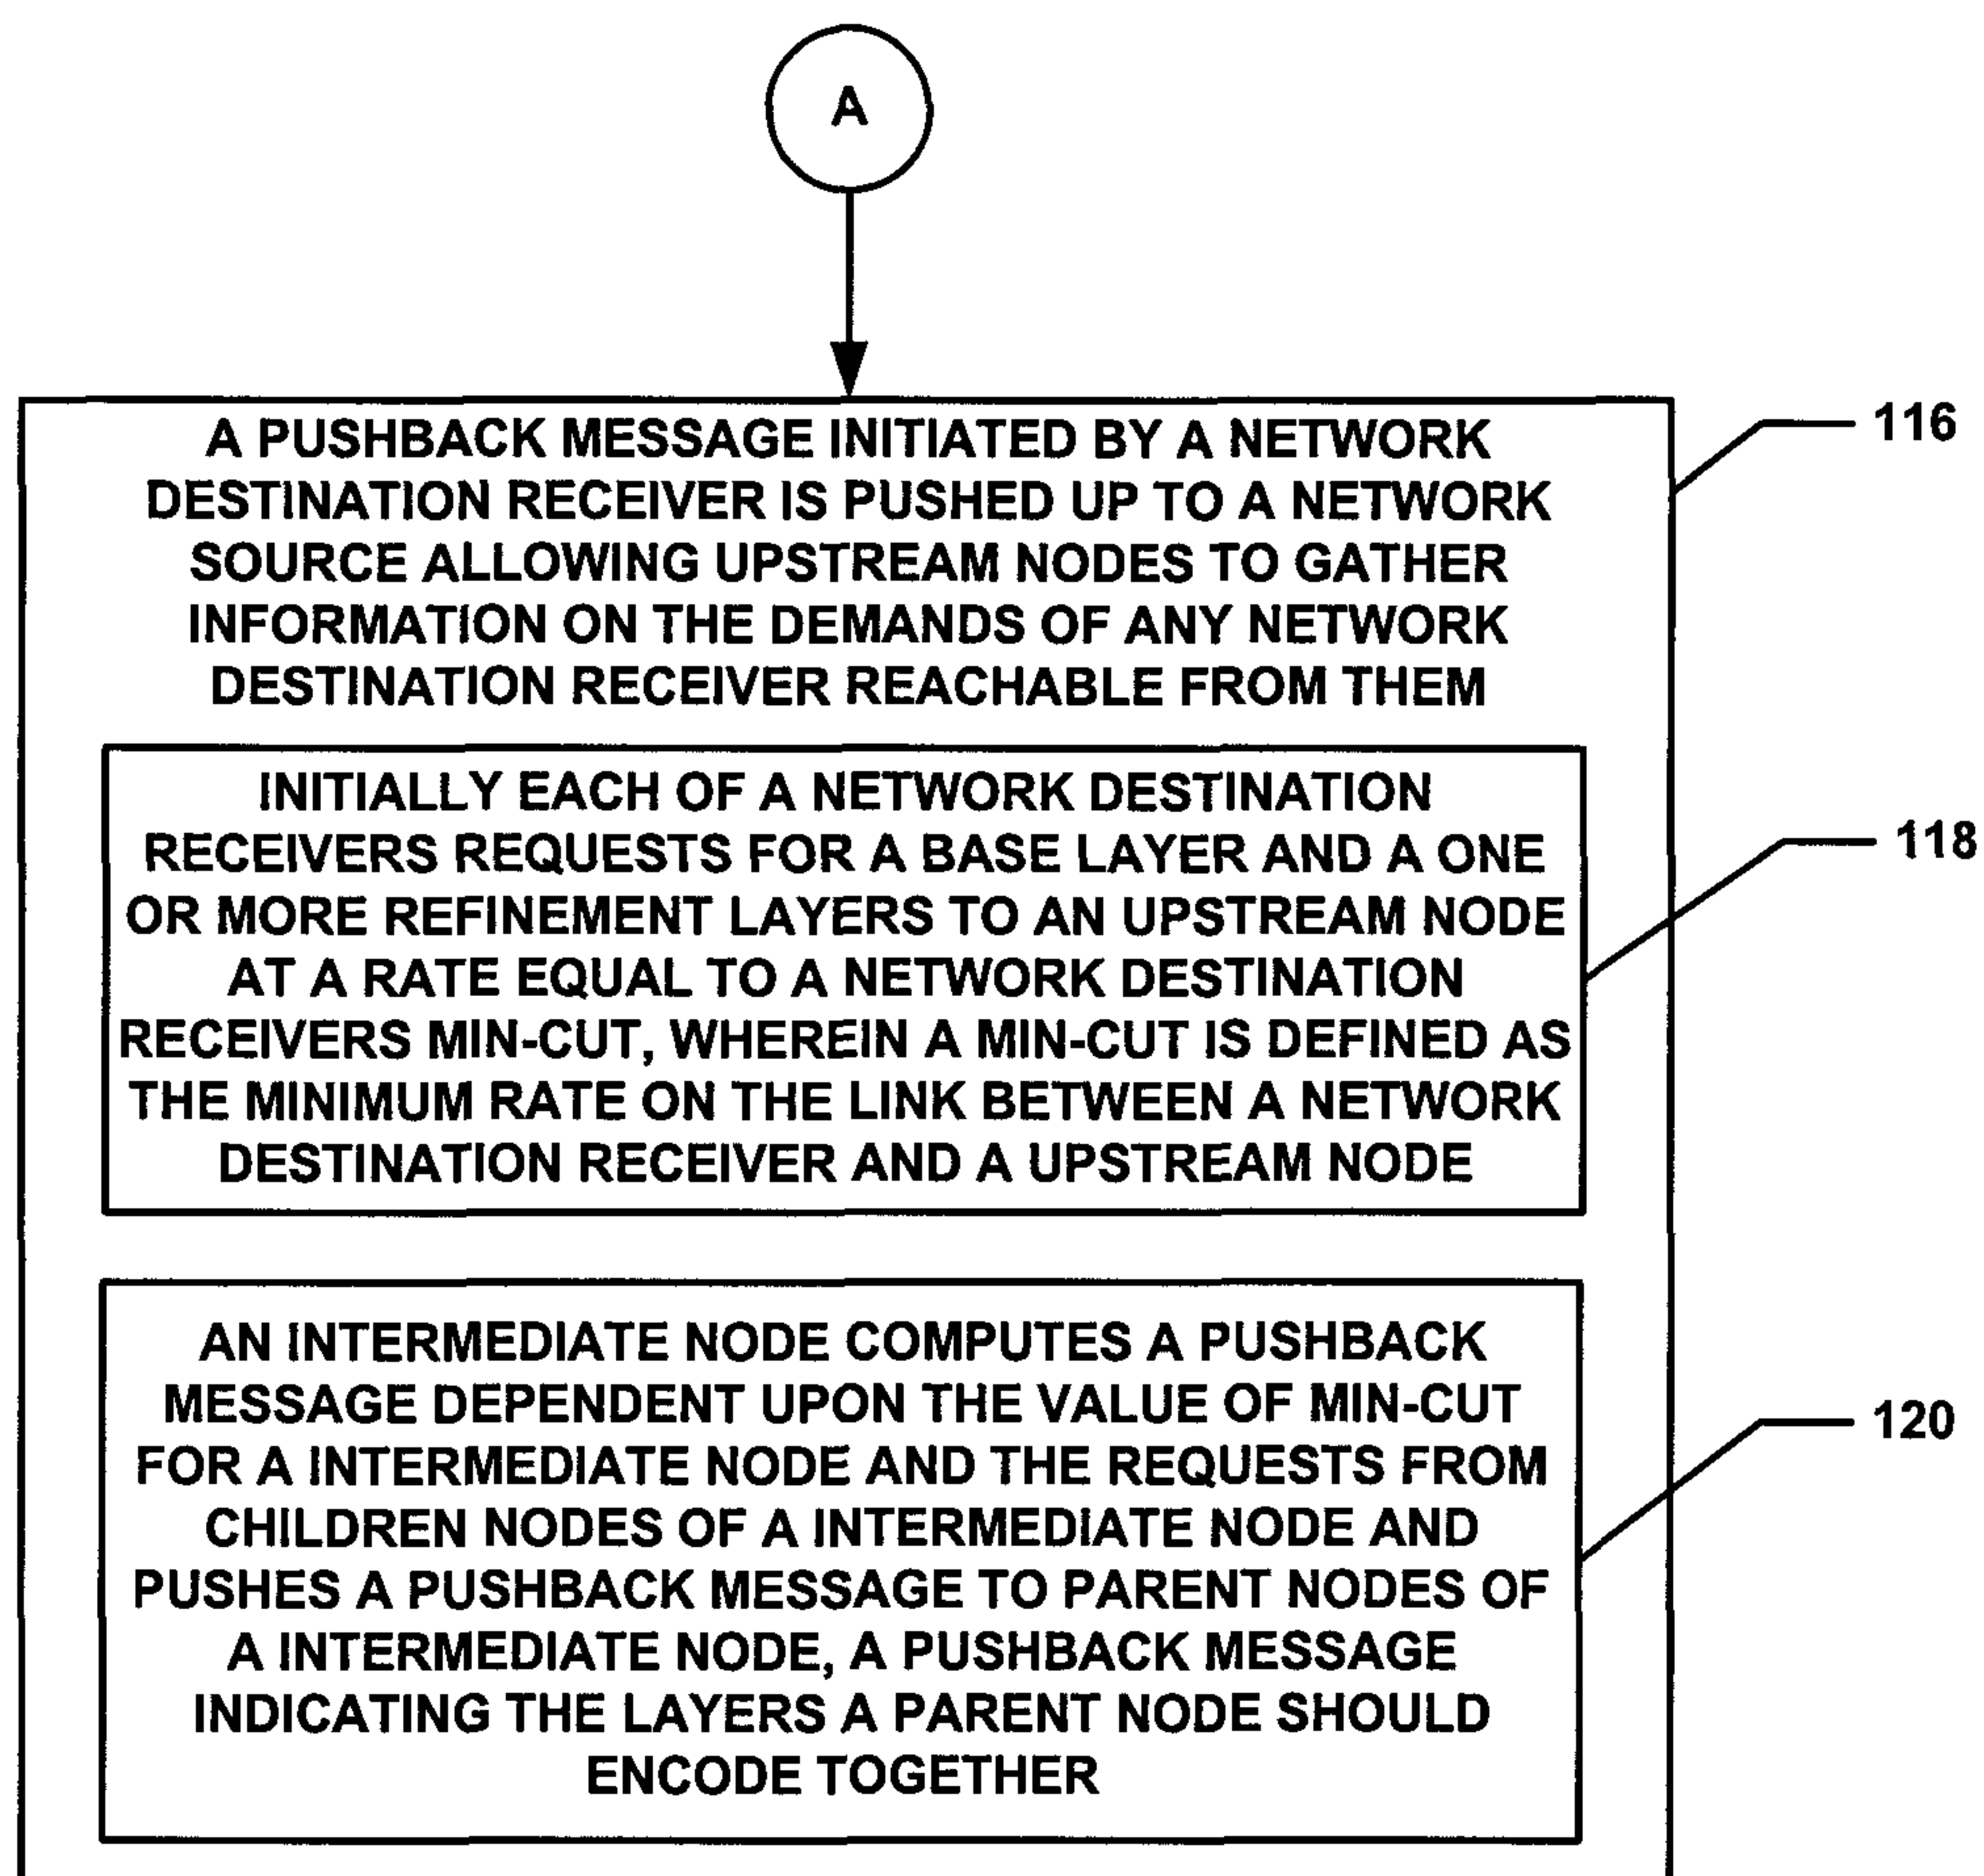 A
A PUSHBACK MESSAGE INITIATED BY A NETWORK
DESTINATION RECEIVER IS PUSHED UP TO A NETWORK
SOURCE ALLOWING UPSTREAM NODES TO GATHER
INFORMATION ON THE DEMANDS OF ANY NETWORK
DESTINATION RECEIVER REACHABLE FROM THEM
116
INITIALLY EACH OF A NETWORK DESTINATION
RECEIVERS REQUESTS FOR A BASE LAYER AND A ONE
OR MORE REFINEMENT LAYERS TO AN UPSTREAM NODE
AT A RATE EQUAL TO A NETWORK DESTINATION
RECEIVERS MIN-CUT, WHEREIN A MIN-CUT IS DEFINED AS
THE MINIMUM RATE ON THE LINK BETWEEN A NETWORK
DESTINATION RECEIVER AND A UPSTREAM NODE
118
AN INTERMEDIATE NODE COMPUTES A PUSHBACK
MESSAGE DEPENDENT UPON THE VALUE OF MIN-CUT
FOR A INTERMEDIATE NODE AND THE REQUESTS FROM
CHILDREN NODES OF A INTERMEDIATE NODE AND
PUSHES A PUSHBACK MESSAGE TO PARENT NODES OF
A INTERMEDIATE NODE, A PUSHBACK MESSAGE
INDICATING THE LAYERS A PARENT NODE SHOULD
ENCODE TOGETHER
120